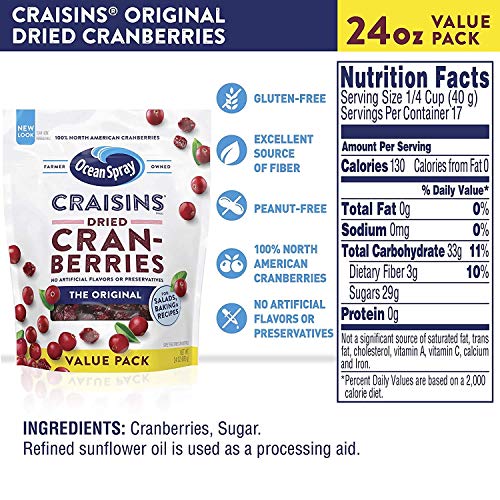 CRAISINS® ORIGINAL
DRIED CRANBERRIES
24oz VALUE
PACK
NEW
LOOK
100% NORTH AMERICAN CRANBERRIES
FARMER
OWNED
Ocean Spray
CRAISINS
DRIED
CRAN-
BERRIES
NO ARTIFICIAL FLAVORS OR PRESERVATIVES
THE ORIGINAL
FOR
SALADS,
BAKING &
RECIPES
VALUE PACK
GLUTEN-FREE
EXCELLENT
SOURCE
OF FIBER
PEANUT-FREE
100% NORTH
AMERICAN
CRANBERRIES
NO ARTIFICIAL
FLAVORS OR
PRESERVATIVES
Nutrition Facts
Serving Size 1/4 Cup (40 g)
Servings Per Container 17
Amount Per Serving
Calories 130 Calories from Fat 0
% Daily Value*
Total Fat 0g 0%
Sodium 0mg 0%
Total Carbohydrate 33g 11%
Dietary Fiber 3g 10%
Sugars 29g
Protein 0g
Not a significant source of saturated fat, trans
fat, cholesterol, vitamin A, vitamin C, calcium
and Iron.
*Percent Daily Values are based on a 2,000
calorie diet.
INGREDIENTS: Cranberries, Sugar.
Refined sunflower oil is used as a processing aid.